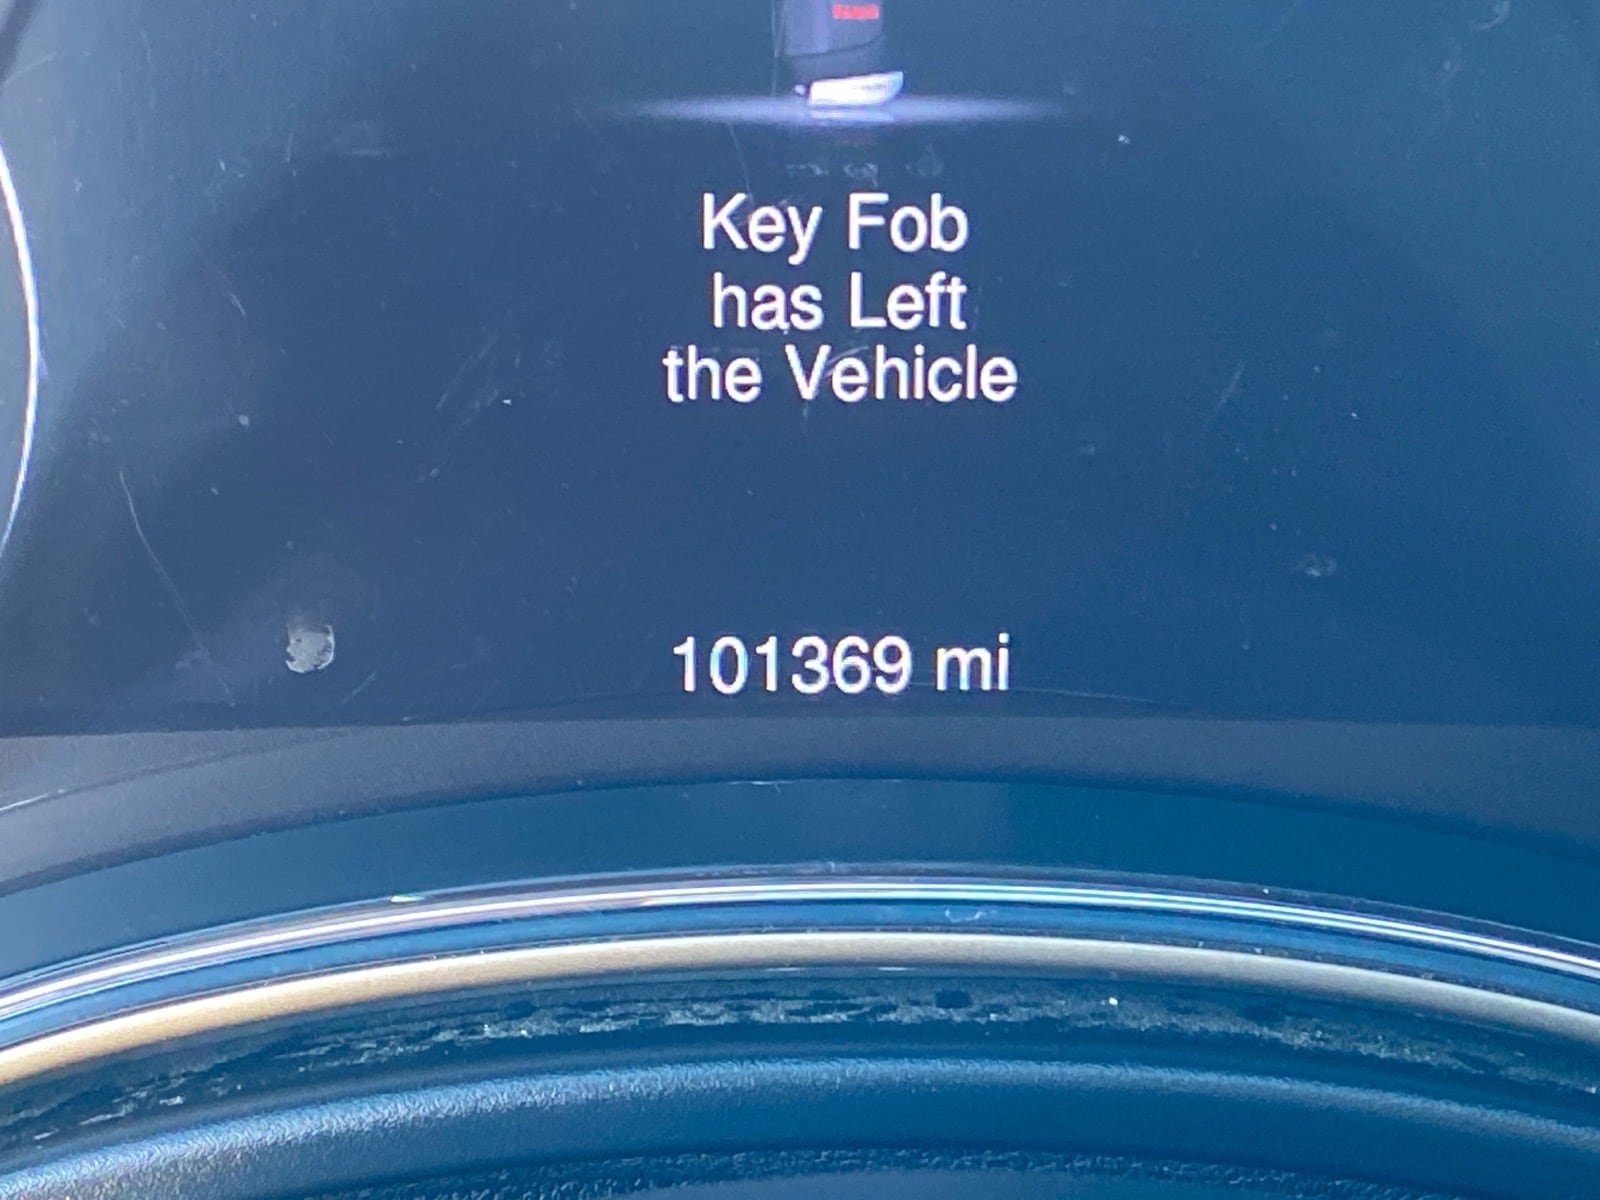 Key Fob
has Left
the Vehicle
101369 mi